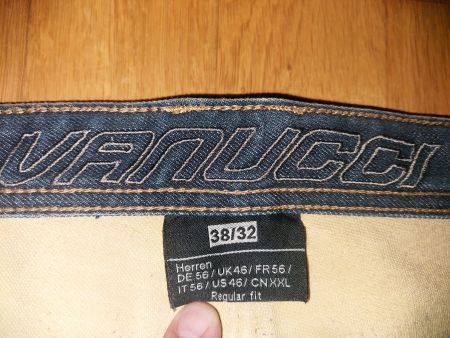 VANUCCI
38/32
Herren
DE 56 / UK 46 / FR 56 /
IT 56 / US 46 / CN XXL
Regular fit